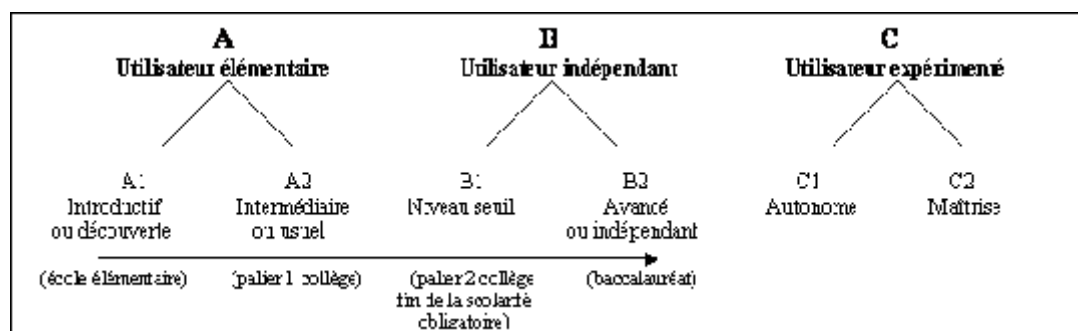 A B C
Utilisateur élémentaire Utilisateur indépendant Utilisateur expérimenté
A1 A2 B1 B2 C1 C2
Introductif Intermédiaire Niveau seuil Avancé Autonome Maîtrise
ou découverte ou usuel ou indépendant
(école élémentaire) (palier 1 collège) (palier 2 collège (baccalauréat)
fin de la scolarité
obligatoire)